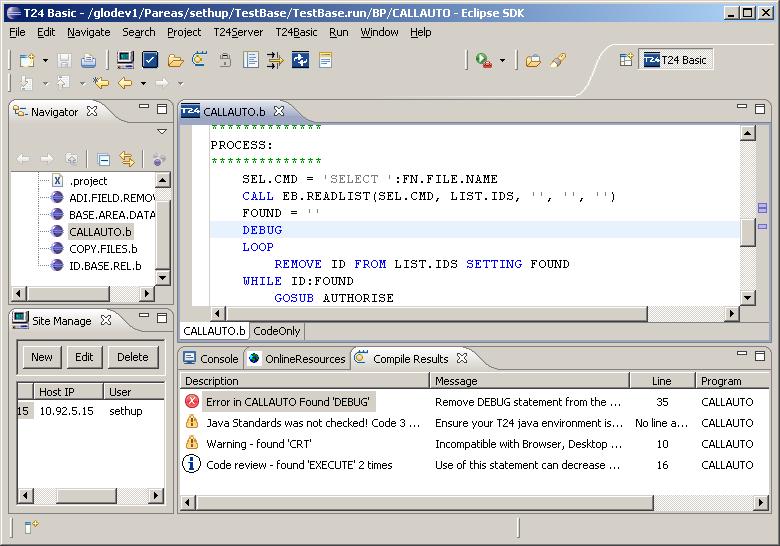 T24 Basic - /glodev1/Pareas/sethup/TestBase/TestBase.run/BP/CALLAUTO - Eclipse SDK
File Edit Navigate Search Project T24Server T24Basic Run Window Help
T24 T24 Basic
Navigator
.project
ADI.FIELD.REMOV
BASE.AREA.DATA
CALLAUTO.b
COPY.FILES.b
ID.BASE.REL.b
T24 CALLAUTO.b
**************
PROCESS:
**************
SEL.CMD = 'SELECT ':FN.FILE.NAME
CALL EB.READLIST(SEL.CMD, LIST.IDS, '', '', '')
FOUND = ''
DEBUG
LOOP
REMOVE ID FROM LIST.IDS SETTING FOUND
WHILE ID:FOUND
GOSUB AUTHORISE
CALLAUTO.b CodeOnly
Site Manage
New Edit Delete
Host IP User
15 10.92.5.15 sethup
Console OnlineResources Compile Results
Description Message Line Program
Error in CALLAUTO Found 'DEBUG' Remove DEBUG statement from the ... 35 CALLAUTO
Java Standards was not checked! Code 3 ... Ensure your T24 java environment is... No line a... CALLAUTO
Warning - found 'CRT' Incompatible with Browser, Desktop ... 10 CALLAUTO
Code review - found 'EXECUTE' 2 times Use of this statement can decrease ... 16 CALLAUTO